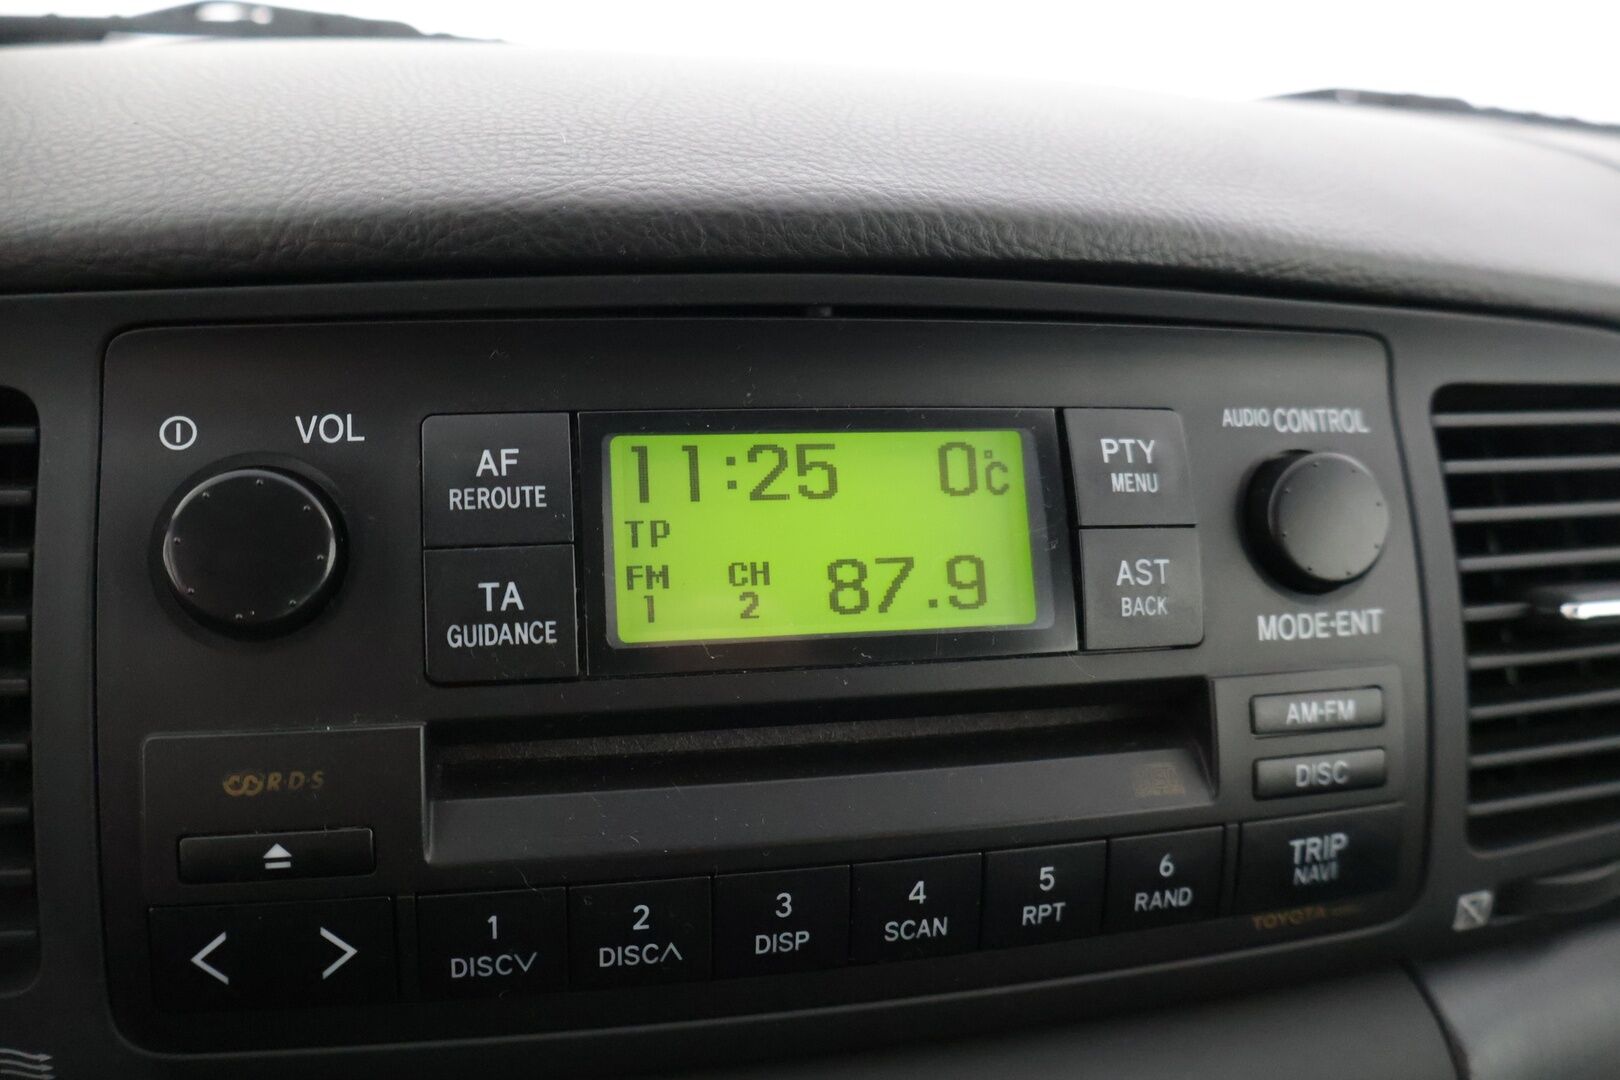 VOL
AF
REROUTE
TA
GUIDANCE
11:25 0°C
TP
FM CH 87.9
1 2
PTY
MENU
AST
BACK
AUDIO CONTROL
MODE·ENT
AM·FM
DISC
R·D·S
1
DISC∨
2
DISC∧
3
DISP
4
SCAN
5
RPT
6
RAND
TRIP
NAVI
TOYOTA